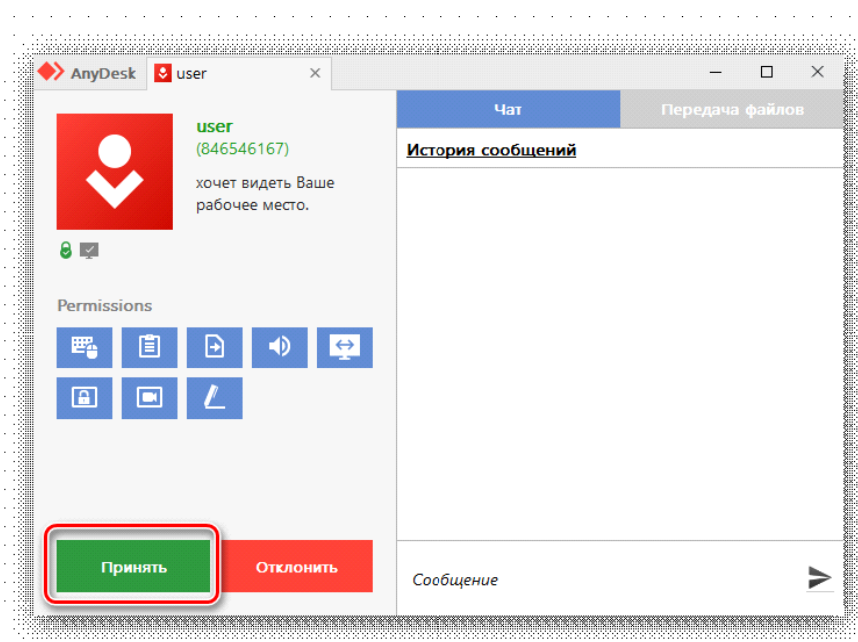 AnyDesk
user
user
(846546167)
хочет видеть Ваше
рабочее место.
Permissions
Принять
Отклонить
Чат
Передача файлов
История сообщений
Сообщение